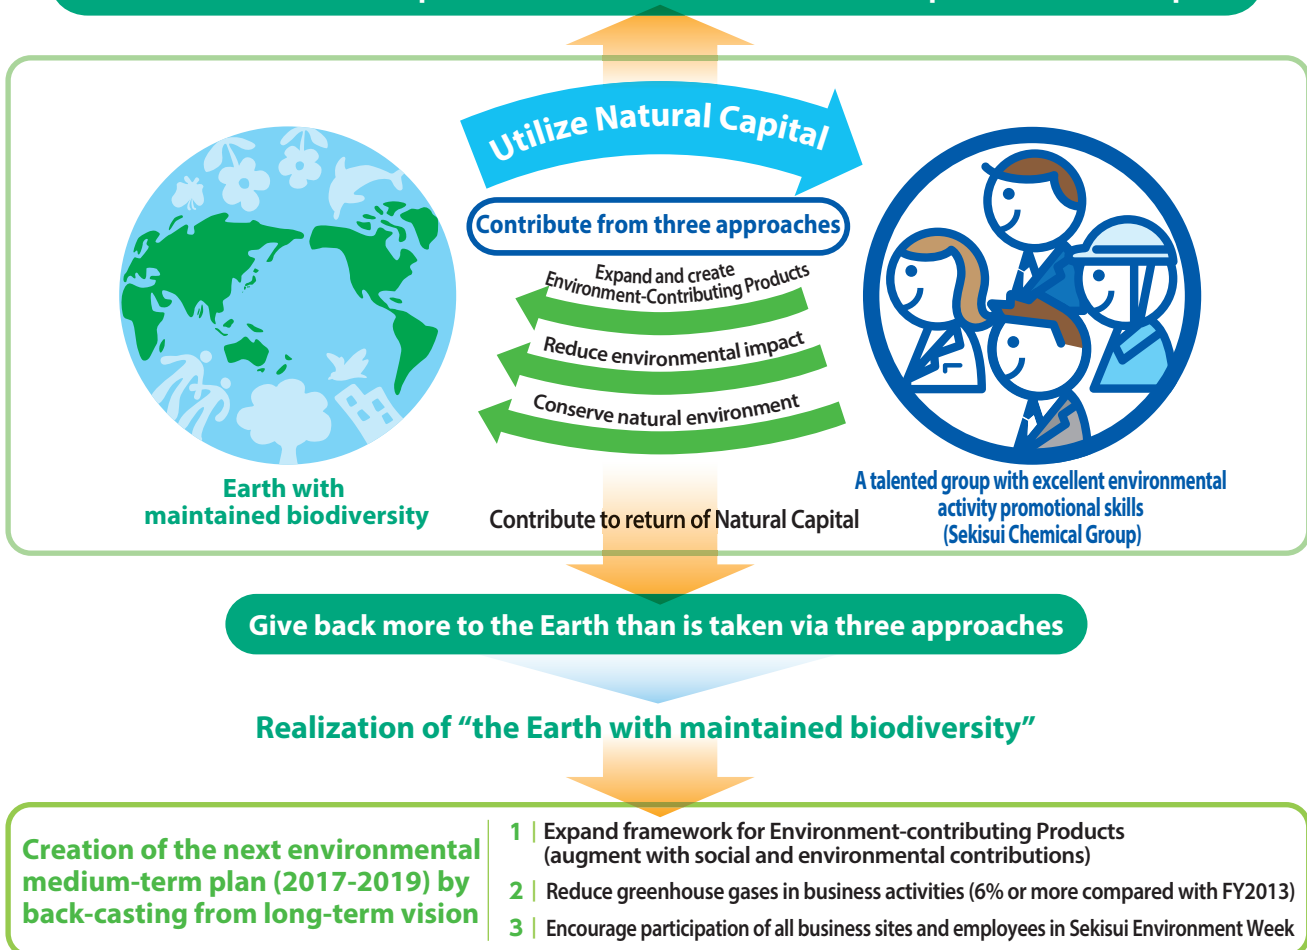 Utilize Natural Capital
Contribute from three approaches
Expand and create
Environment-Contributing Products
Reduce environmental impact
Conserve natural environment
Earth with
maintained biodiversity
Contribute to return of Natural Capital
A talented group with excellent environmental
activity promotional skills
(Sekisui Chemical Group)
Give back more to the Earth than is taken via three approaches
Realization of “the Earth with maintained biodiversity”
Creation of the next environmental
medium-term plan (2017-2019) by
back-casting from long-term vision
1 | Expand framework for Environment-contributing Products
(augment with social and environmental contributions)
2 | Reduce greenhouse gases in business activities (6% or more compared with FY2013)
3 | Encourage participation of all business sites and employees in Sekisui Environment Week